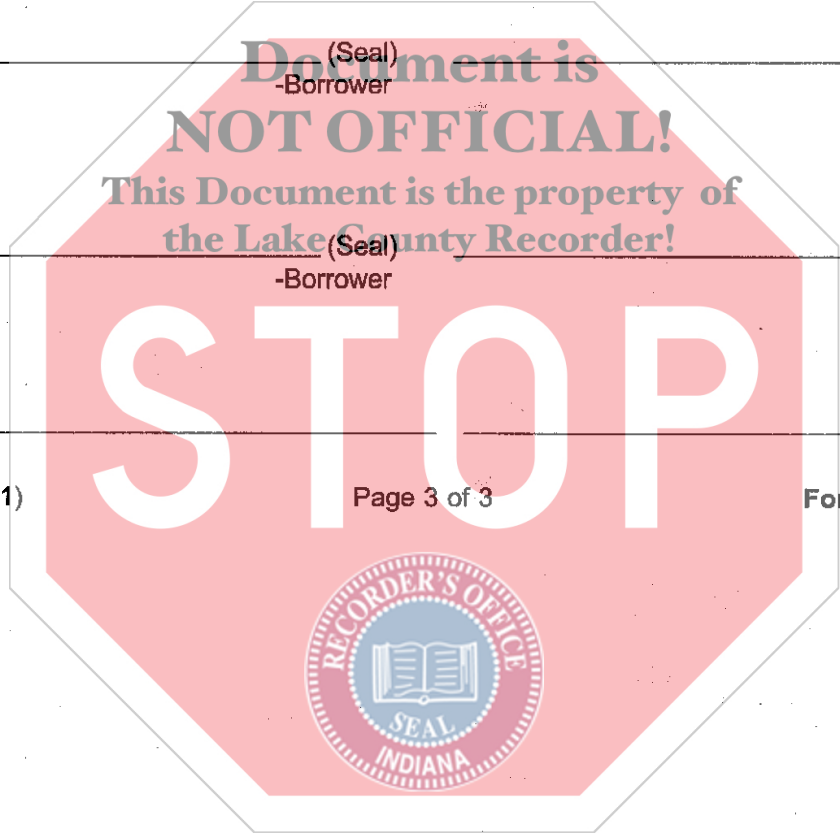 (Seal)
-Borrower
Document is
NOT OFFICIAL!
This Document is the property of
the Lake County Recorder!
(Seal)
-Borrower
STOP
1)
Page 3 of 3
RECORDER'S OFFICE
SEAL
INDIANA